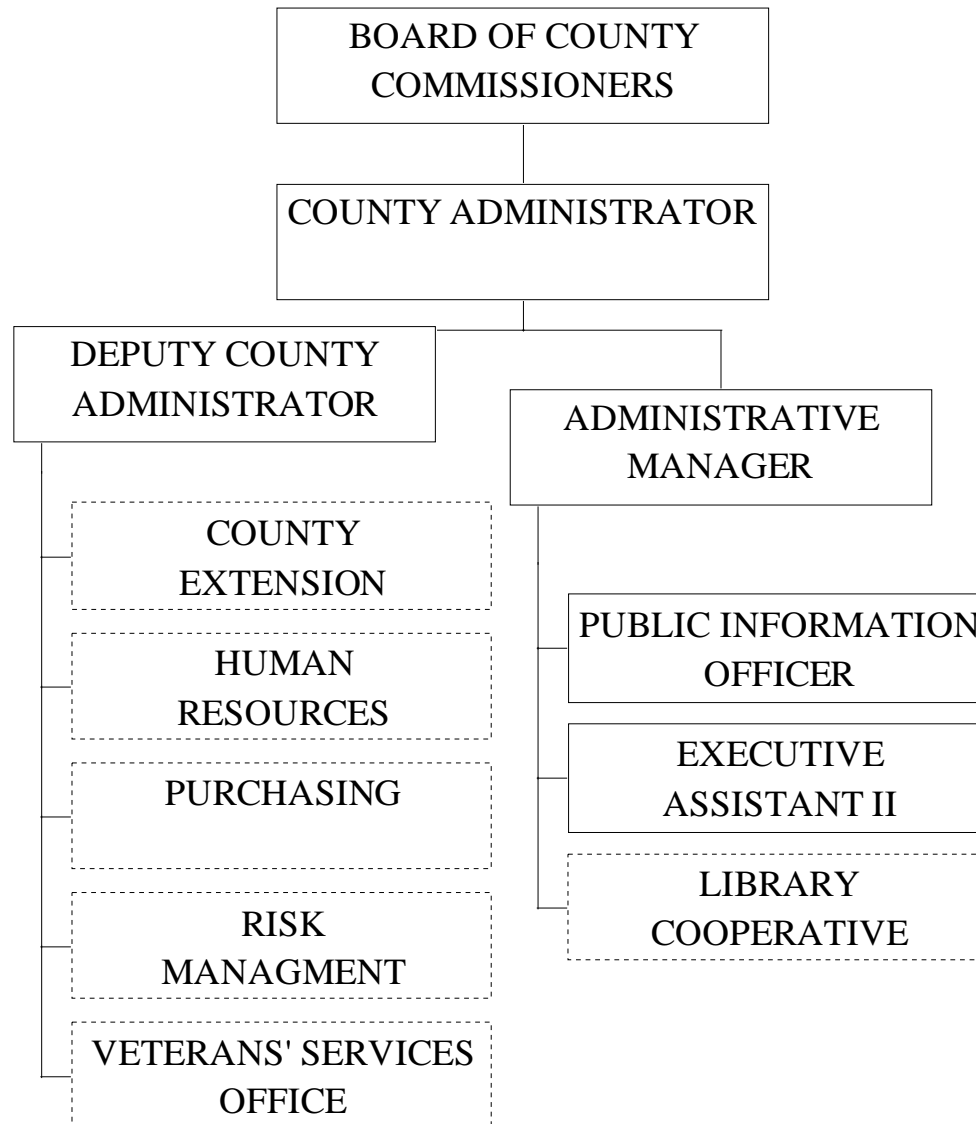 BOARD OF COUNTY
COMMISSIONERS
COUNTY ADMINISTRATOR
DEPUTY COUNTY
ADMINISTRATOR
COUNTY
EXTENSION
HUMAN
RESOURCES
PURCHASING
RISK
MANAGMENT
VETERANS' SERVICES
OFFICE
ADMINISTRATIVE
MANAGER
PUBLIC INFORMATION
OFFICER
EXECUTIVE
ASSISTANT II
LIBRARY
COOPERATIVE